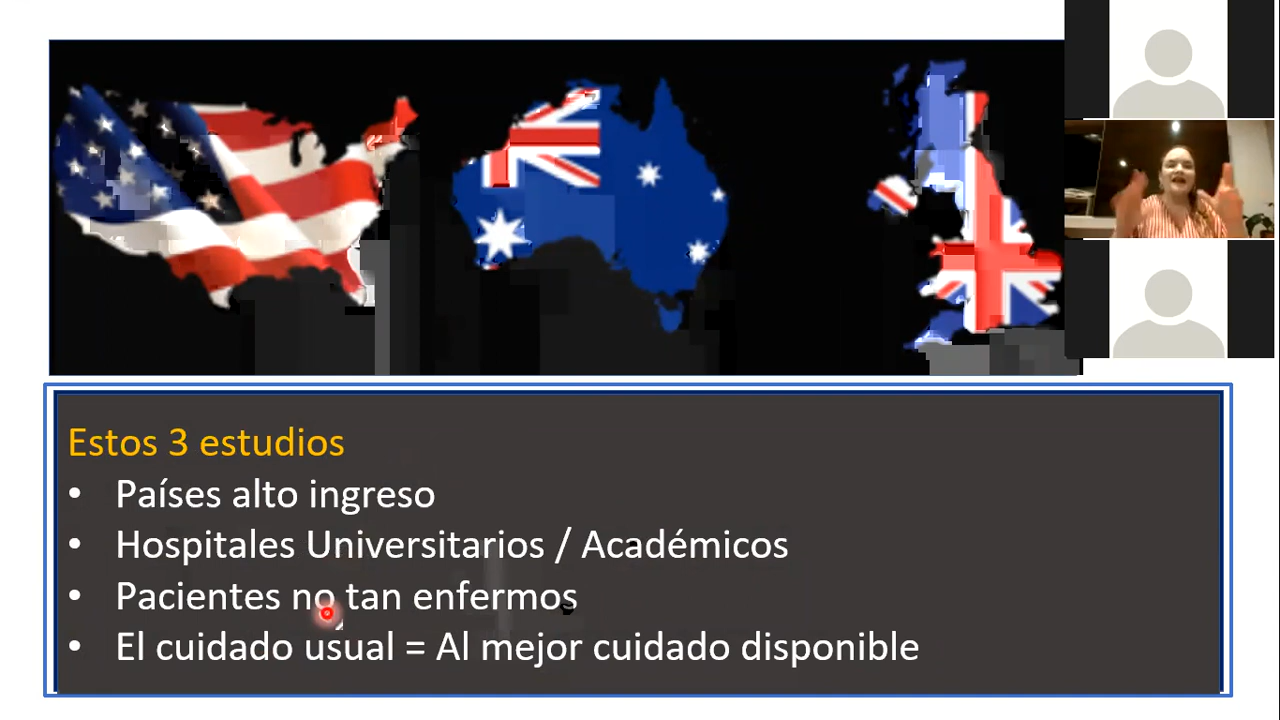 Estos 3 estudios
• Países alto ingreso
• Hospitales Universitarios / Académicos
• Pacientes no tan enfermos
• El cuidado usual = Al mejor cuidado disponible